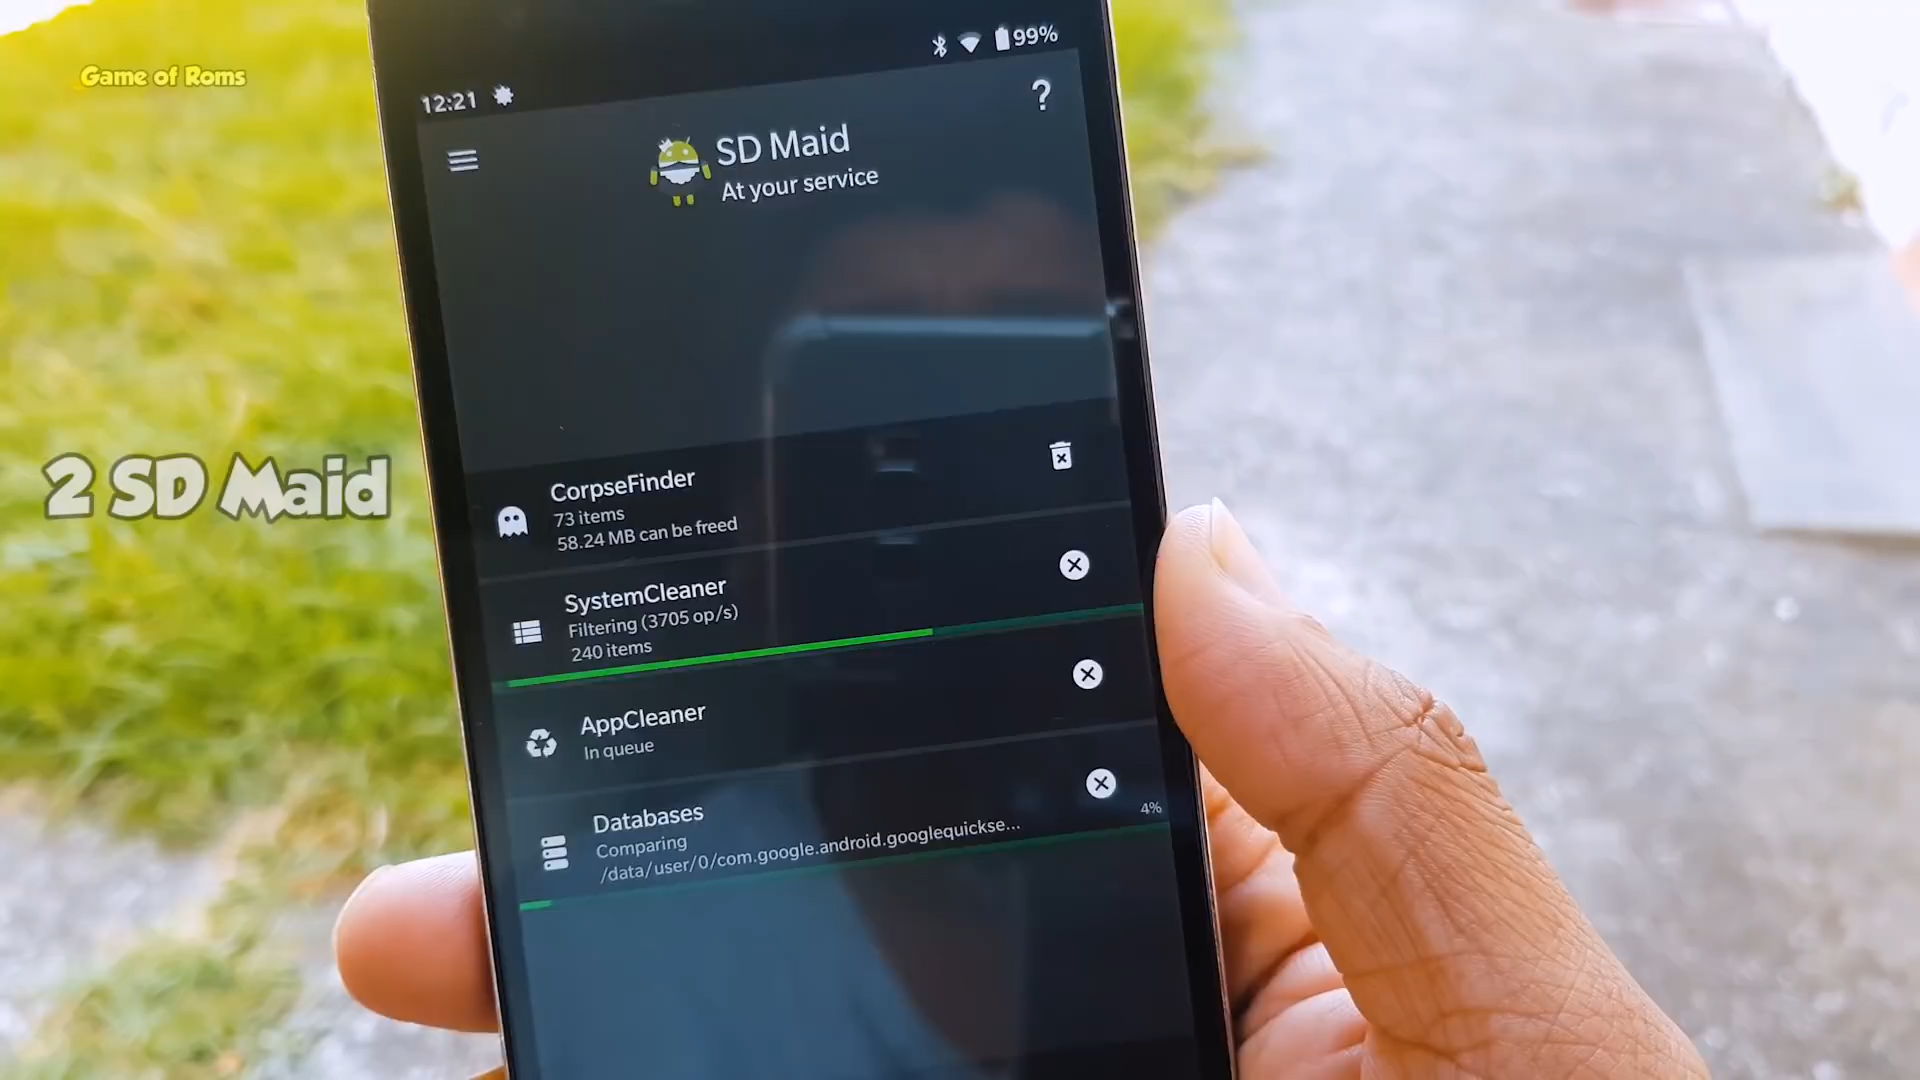 Game of Roms
12:21
99%
?
SD Maid
At your service
2 SD Maid
CorpseFinder
73 items
58.24 MB can be freed
SystemCleaner
Filtering (3705 op/s)
240 items
AppCleaner
In queue
Databases
Comparing
4%
/data/user/0/com.google.android.googlequickse...